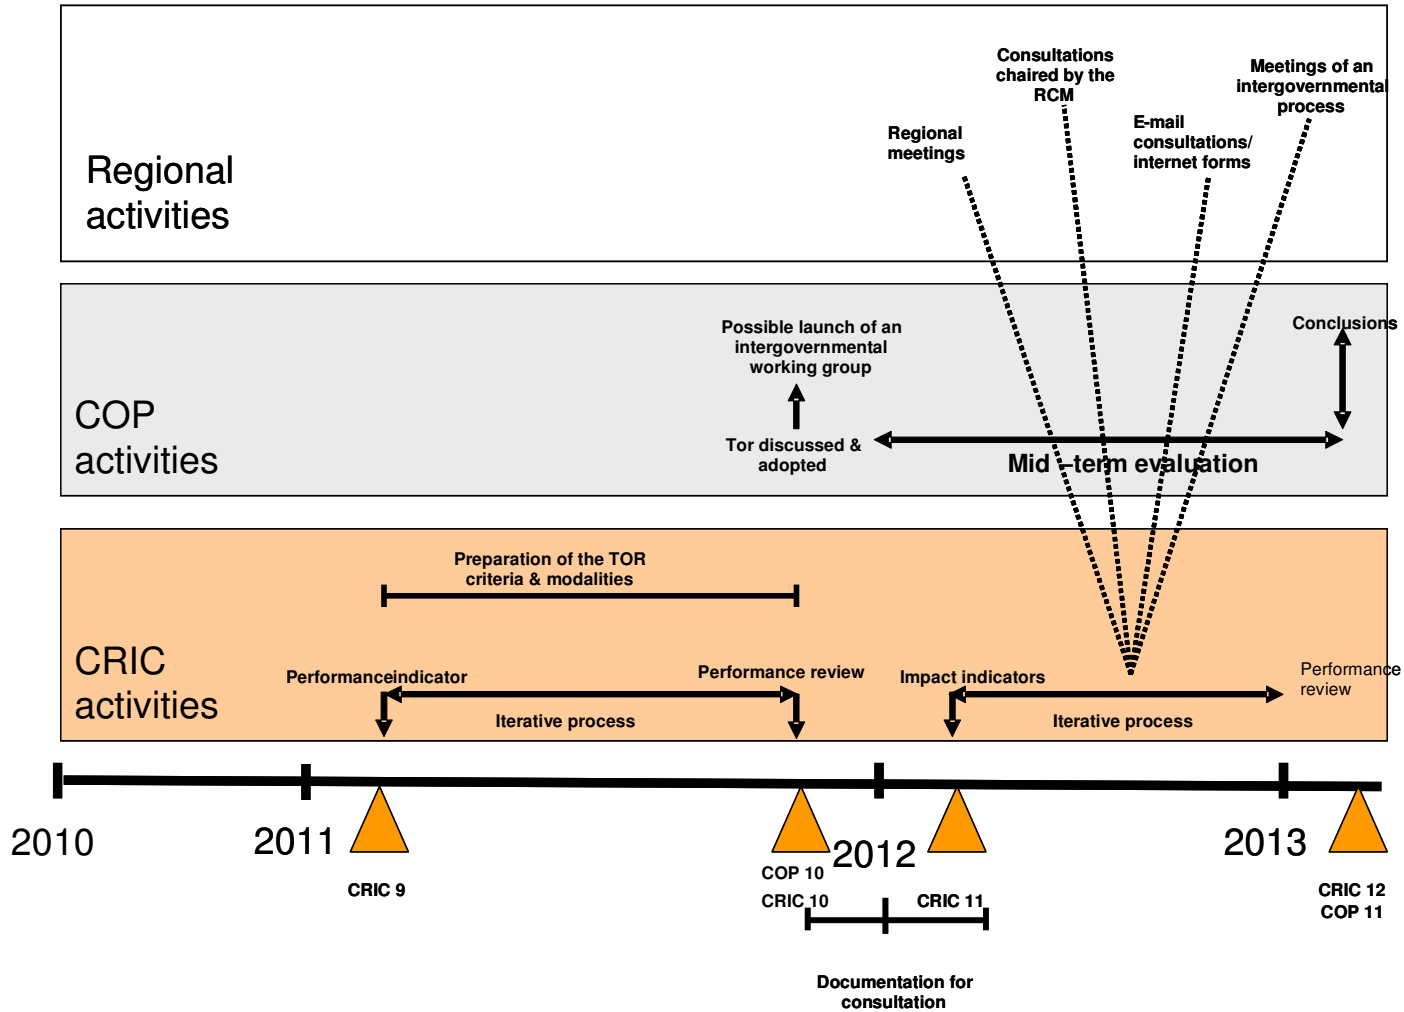 Consultations
chaired by the
RCM
Meetings of an
intergovernmental
process
Regional
meetings
E-mail
consultations/
internet forms
Regional
activities
Possible launch of an
intergovernmental
working group
Conclusions
COP
activities
Tor discussed &
adopted
Mid –term evaluation
Preparation of the TOR
criteria & modalities
CRIC
activities
Performanceindicator
Performance review
Impact indicators
Performance
review
Iterative process
Iterative process
2010
2011
2012
2013
CRIC 9
COP 10
CRIC 10
CRIC 11
CRIC 12
COP 11
Documentation for
consultation